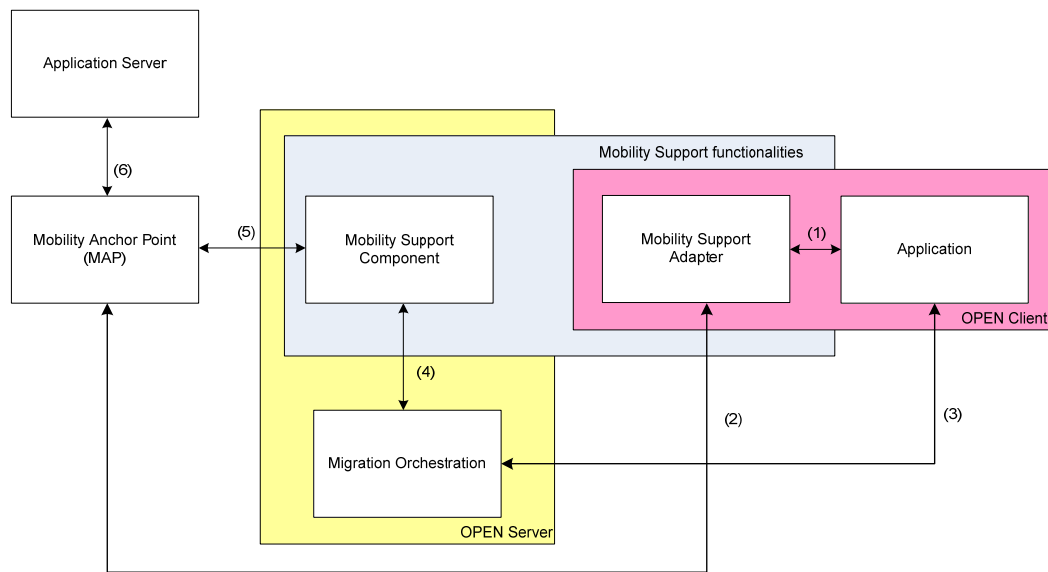 Application Server
(6)
Mobility Support functionalities
Mobility Anchor Point
(MAP)
(5)
Mobility Support
Component
Mobility Support
Adapter
(1)
Application
OPEN Client
(4)
(2)
(3)
Migration Orchestration
OPEN Server